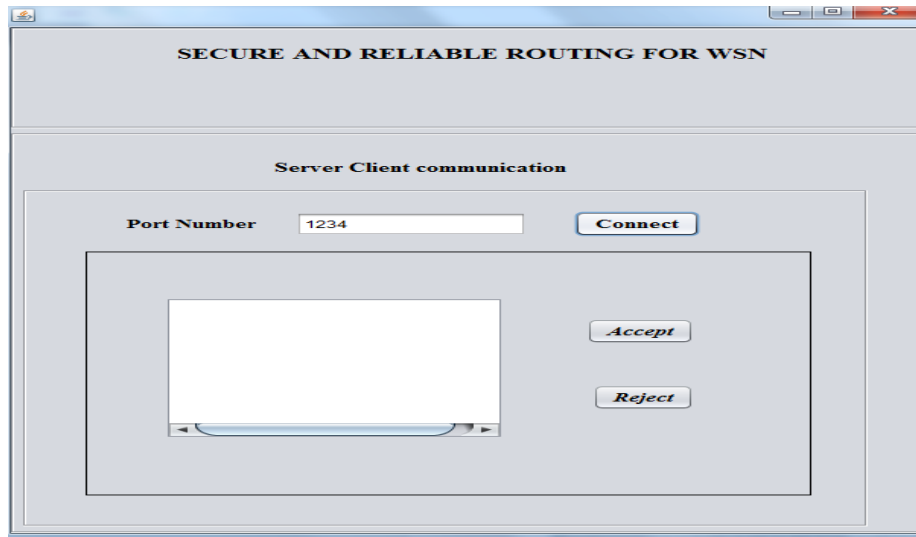 SECURE AND RELIABLE ROUTING FOR WSN
Server Client communication
Port Number 1234 Connect
Accept
Reject